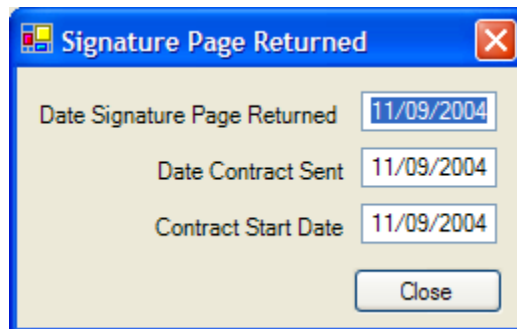 Signature Page Returned
Date Signature Page Returned 11/09/2004
Date Contract Sent 11/09/2004
Contract Start Date 11/09/2004
Close